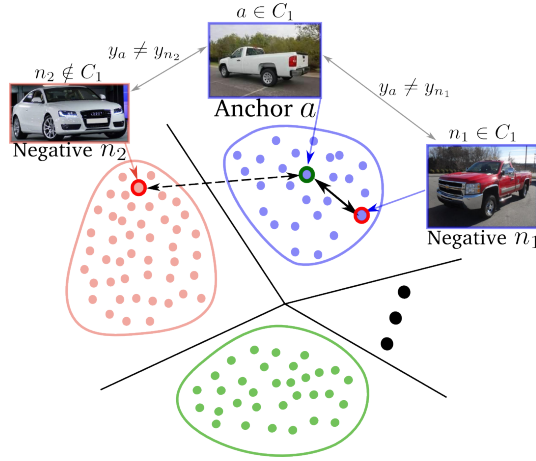 a ∈ C₁
yₐ ≠ yₙ₂
n₂ ∉ C₁
Anchor a
yₐ ≠ yₙ₁
n₁ ∈ C₁
Negative n₂
Negative n₁